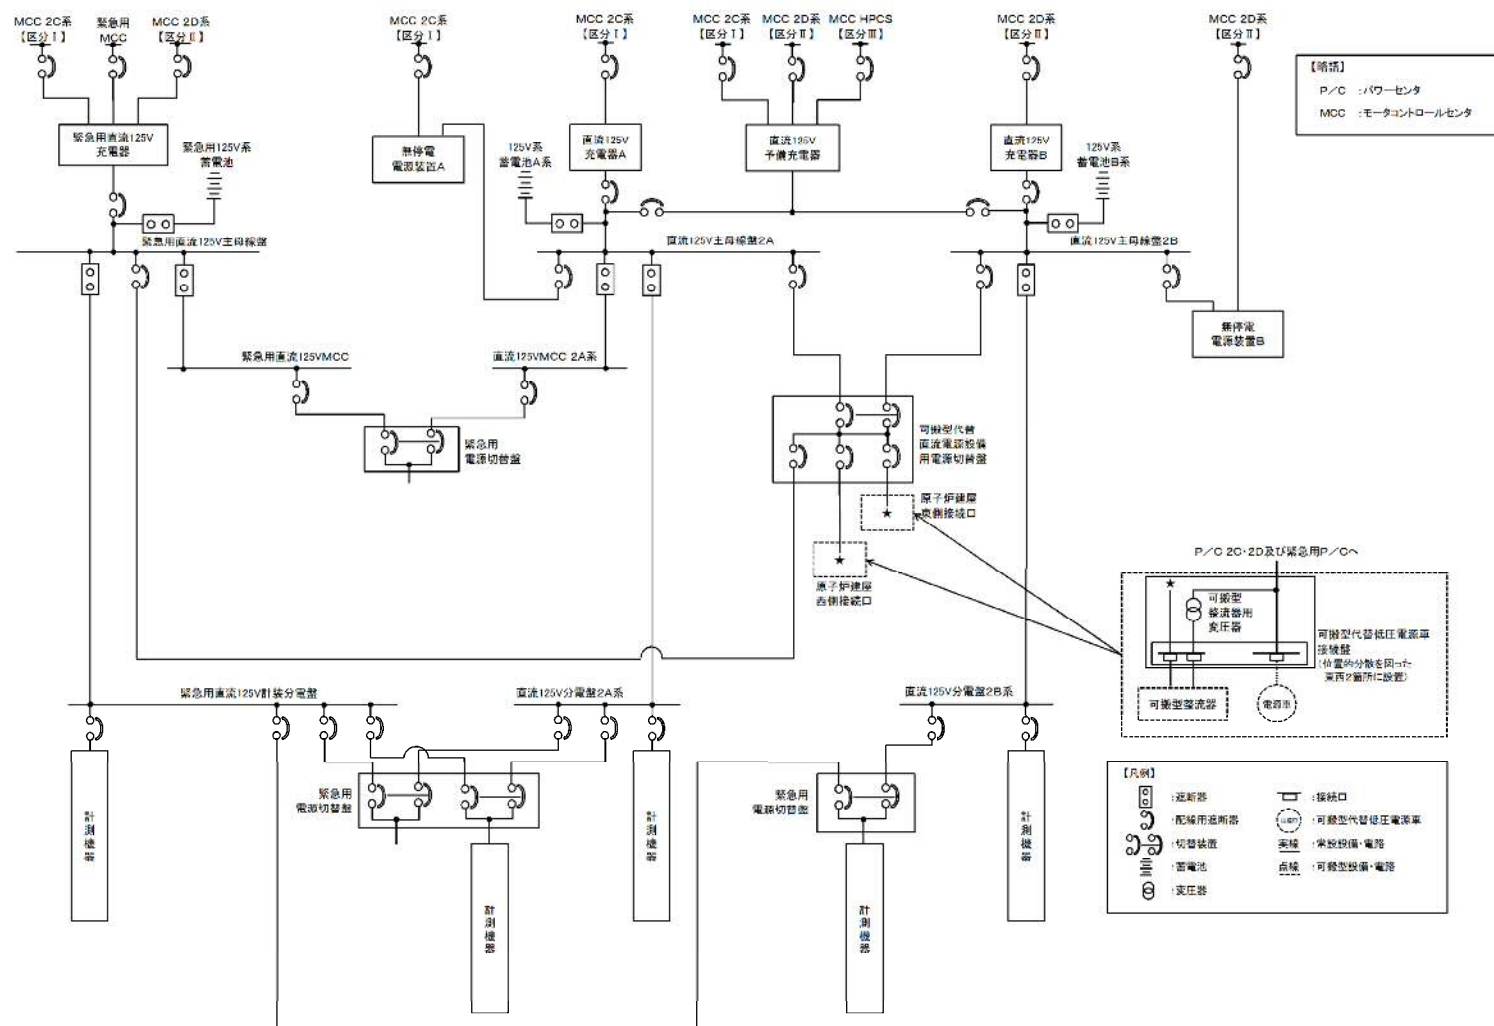 MCC 2C系
【区分Ⅰ】
緊急用
MCC
MCC 2D系
【区分Ⅱ】
MCC 2C系
【区分Ⅰ】
MCC 2C系
【区分Ⅰ】
MCC 2C系
【区分Ⅰ】
MCC 2D系
【区分Ⅱ】
MCC HPCS
【区分Ⅲ】
MCC 2D系
【区分Ⅱ】
MCC 2D系
【区分Ⅱ】
【略語】
P/C :パワーセンタ
MCC :モータコントロールセンタ
緊急用直流125V
充電器
緊急用125V系
蓄電池
無停電
電源装置A
125V系
蓄電池A系
直流125V
充電器A
直流125V
予備充電器
直流125V
充電器B
125V系
蓄電池B系
緊急用直流125V主母線盤
直流125V主母線盤2A
直流125V主母線盤2B
無停電
電源装置B
緊急用直流125VMCC
直流125VMCC 2A系
緊急用
電源切替盤
可搬型代替
直流電源設備
用電源切替盤
原子炉建屋
東側接続口
原子炉建屋
西側接続口
P/C 2C・2D及び緊急用P/Cへ
可搬型
整流器用
変圧器
可搬型代替低圧電源車
接続盤
(位置的分散を図った
東西2箇所に設置)
可搬型整流器
電源車
緊急用直流125V計装分電盤
直流125V分電盤2A系
直流125V分電盤2B系
緊急用
電源切替盤
緊急用
電源切替盤
計測機器
計測機器
計測機器
計測機器
計測機器
【凡例】
:遮断器
:配線用遮断器
:切替装置
:蓄電池
:変圧器
:接続口
:可搬型代替低圧電源車
実線 :常設設備・電路
点線 :可搬型設備・電路